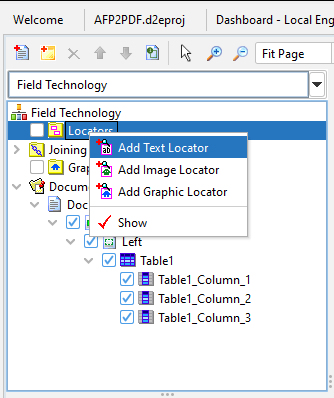 Welcome
AFP2PDF.d2eproj
Dashboard - Local Eng
Fit Page
Field Technology
Field Technology
Locators
Joining
Add Text Locator
Add Image Locator
Grap
Add Graphic Locator
Docum
Doc
Show
Left
Table1
Table1_Column_1
Table1_Column_2
Table1_Column_3